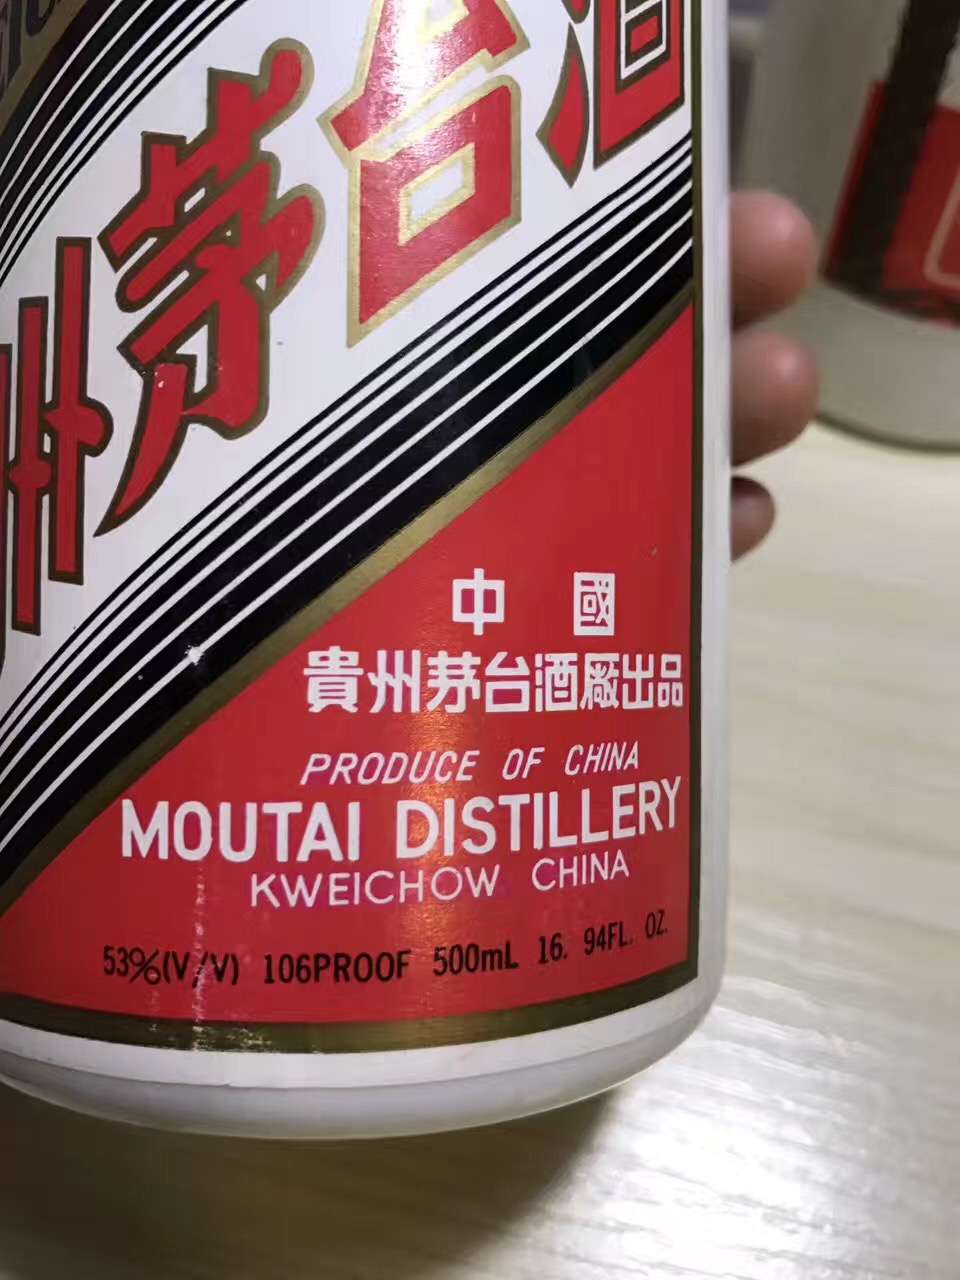 州茅台酒
中國
貴州茅台酒廠出品
PRODUCE OF CHINA
MOUTAI DISTILLERY
KWEICHOW CHINA
53%(V/V) 106PROOF 500mL 16. 94FL. OZ.